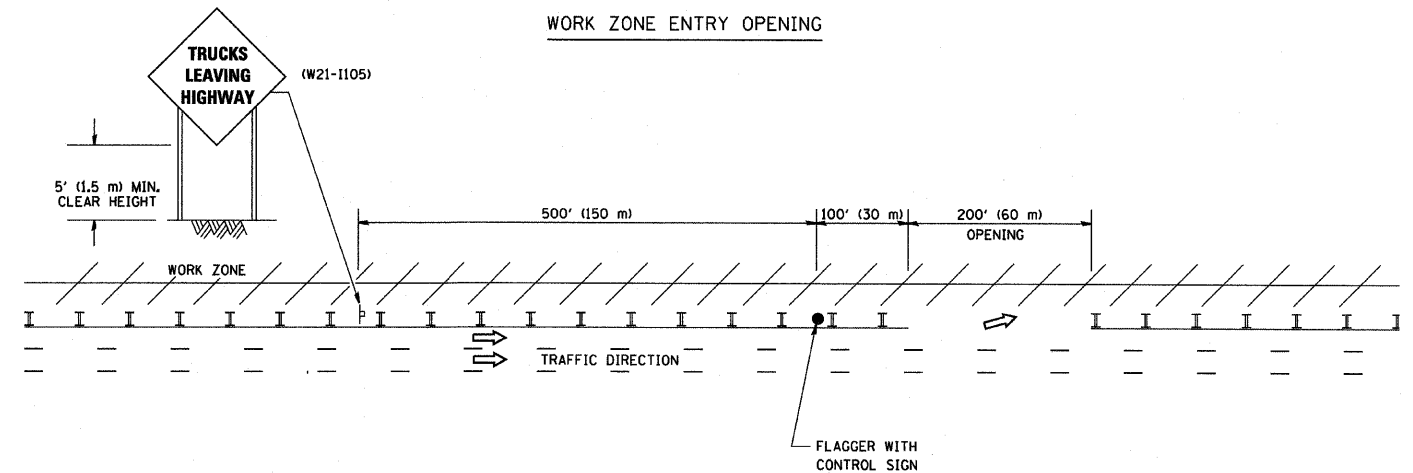 WORK ZONE ENTRY OPENING
TRUCKS
LEAVING
HIGHWAY
(W21-I105)
5' (1.5 m) MIN.
CLEAR HEIGHT
500' (150 m)
100' (30 m)
200' (60 m)
OPENING
WORK ZONE
TRAFFIC DIRECTION
FLAGGER WITH
CONTROL SIGN